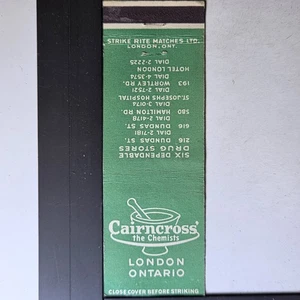 STRIKE RITE MATCHES LTD.
LONDON, ONT.
SIX DEPENDABLE
DRUG STORES
216 DUNDAS ST.
DIAL 2-7181
616 DUNDAS ST.
DIAL 2-4178
580 HAMILTON RD.
DIAL 3-0174
ST. JOSEPHS HOSPITAL
DIAL 2-7521
193 WORTLEY RD.
DIAL 4-3574
HOTEL LONDON
DIAL 2-2225
Cairncross'
the Chemists
LONDON
ONTARIO
CLOSE COVER BEFORE STRIKING